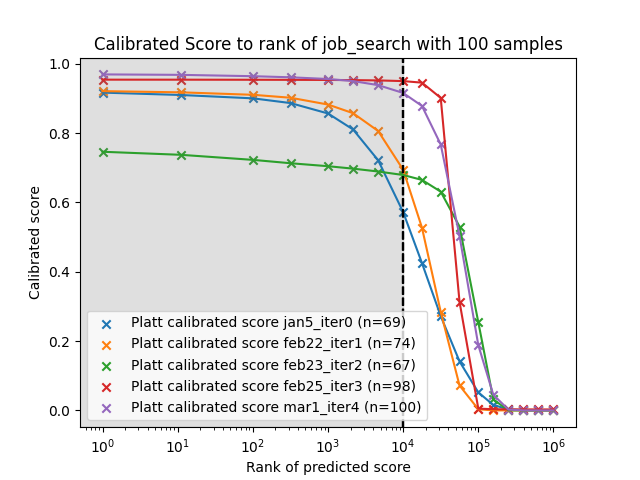 Calibrated Score to rank of job_search with 100 samples
Calibrated score
1.0
0.8
0.6
0.4
0.2
0.0
Platt calibrated score jan5_iter0 (n=69)
Platt calibrated score feb22_iter1 (n=74)
Platt calibrated score feb23_iter2 (n=67)
Platt calibrated score feb25_iter3 (n=98)
Platt calibrated score mar1_iter4 (n=100)
10⁰ 10¹ 10² 10³ 10⁴ 10⁵ 10⁶
Rank of predicted score